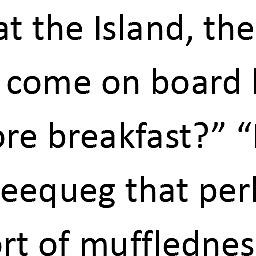 at the Island, the
come on board
ore breakfast?” “
eequeg that perl
ort of mufflednes